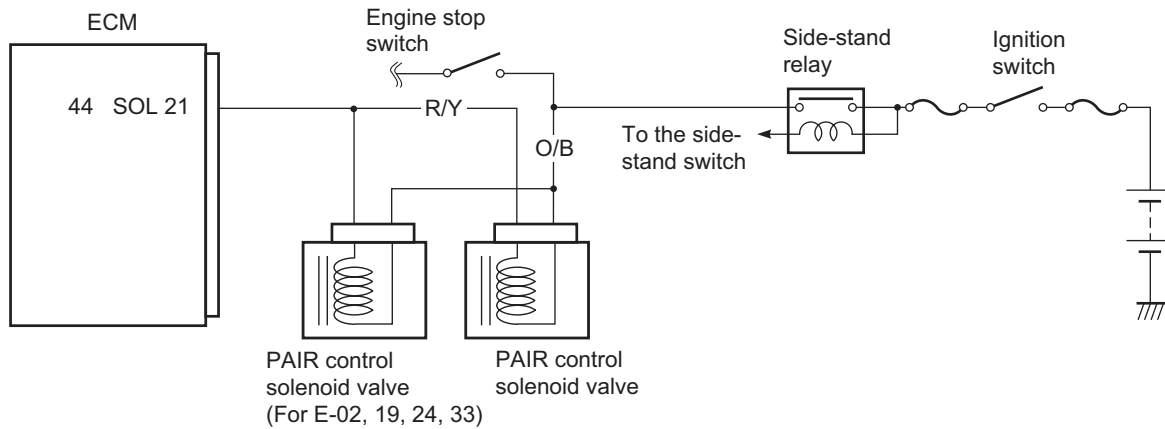 ECM
Engine stop
switch
Side-stand
relay
Ignition
switch
44 SOL 21
R/Y
To the side-
stand switch
O/B
PAIR control
solenoid valve
(For E-02, 19, 24, 33)
PAIR control
solenoid valve